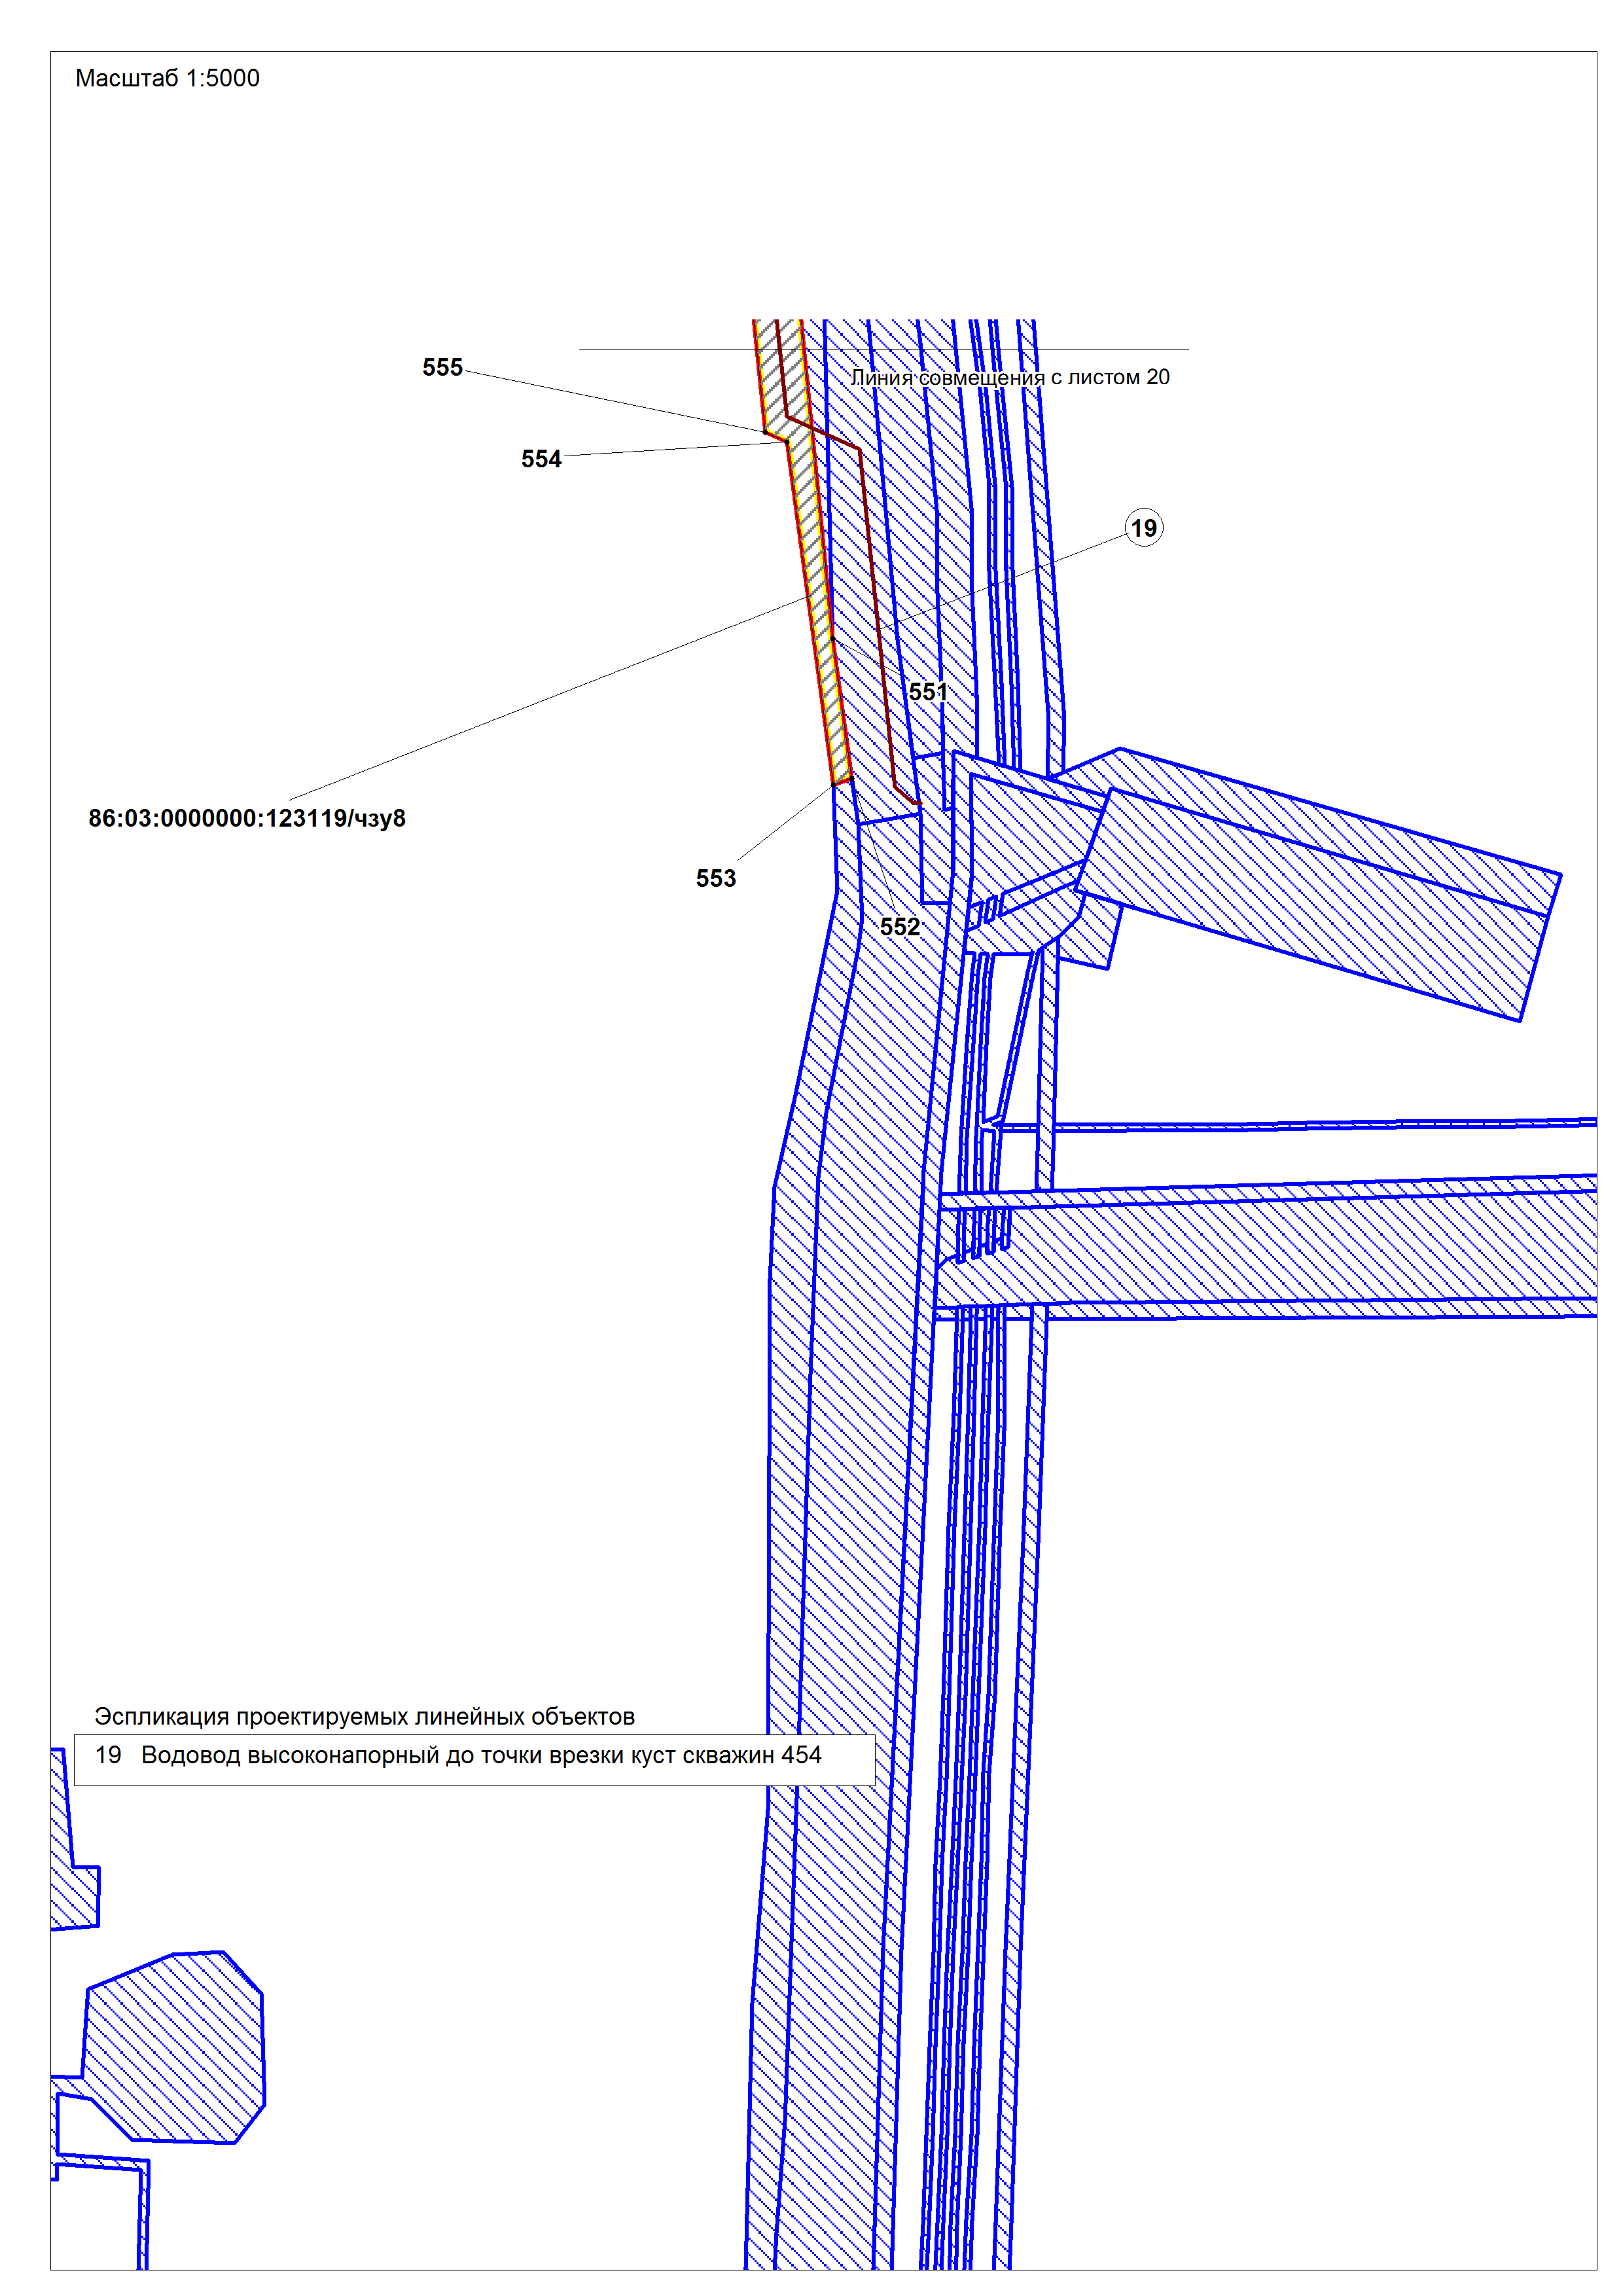 Масштаб 1:5000
555
Линия совмещения с листом 20
554
19
551
86:03:0000000:123119/чзу8
553
552
Эспликация проектируемых линейных объектов
19 Водовод высоконапорный до точки врезки куст скважин 454